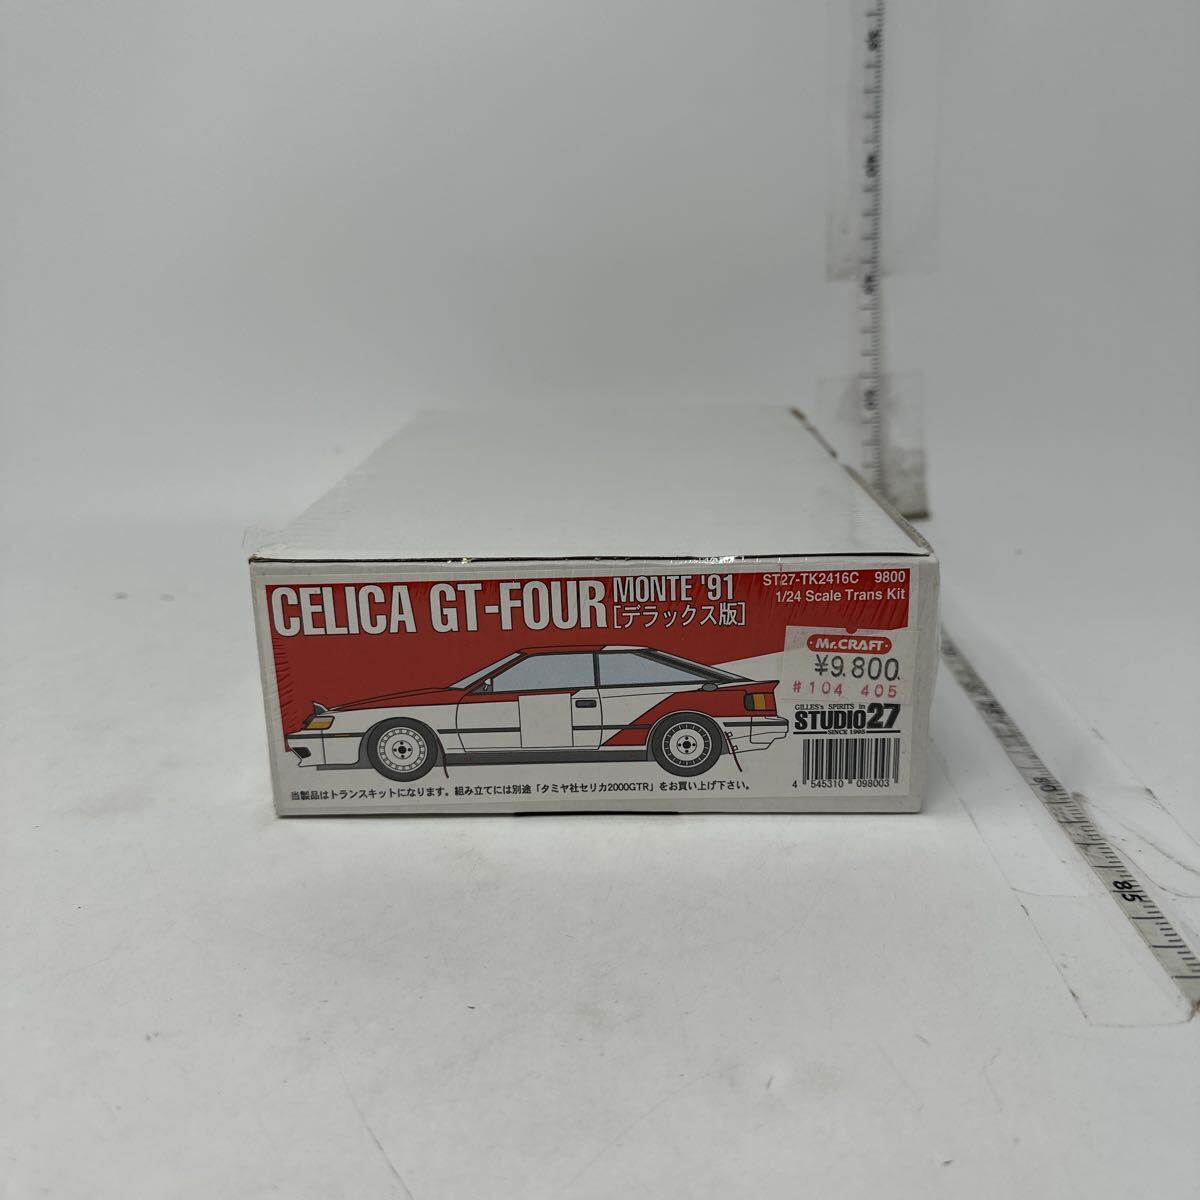 CELICA GT-FOUR MONTE '91
[デラックス版]
ST27-TK2416C 9800
1/24 Scale Trans Kit
Mr.CRAFT
¥9,800.
#104 405
GILLES's SPIRITS in
STUDIO27
SINCE 1995
4 545310 098003
当製品はトランスキットになります。組み立てには別途「タミヤ社セリカ2000GTR」をお買い上げ下さい。